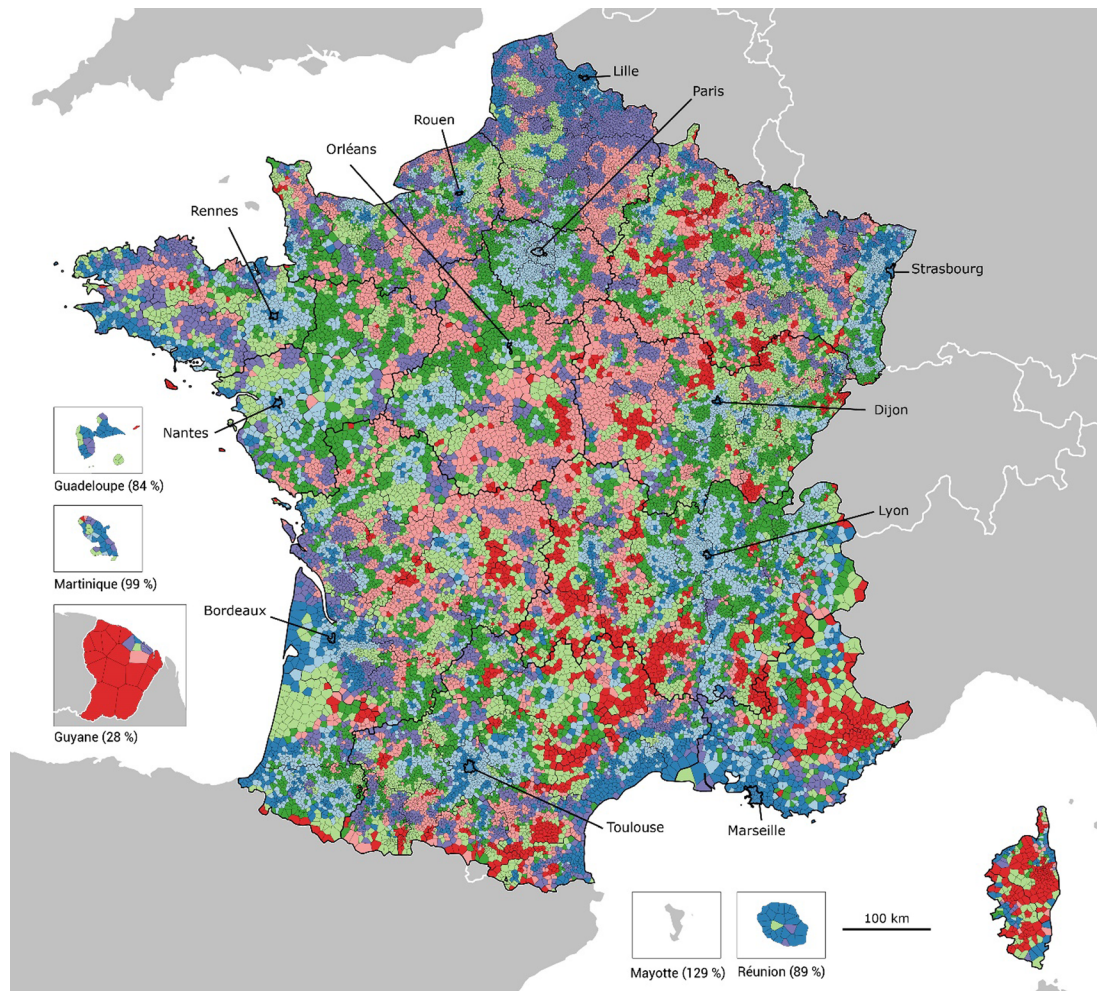 Lille
Paris
Rouen
Orléans
Rennes
Strasbourg
Dijon
Nantes
Guadeloupe (84 %)
Lyon
Martinique (99 %)
Bordeaux
Guyane (28 %)
Toulouse
Marseille
100 km
Mayotte (129 %)
Réunion (89 %)